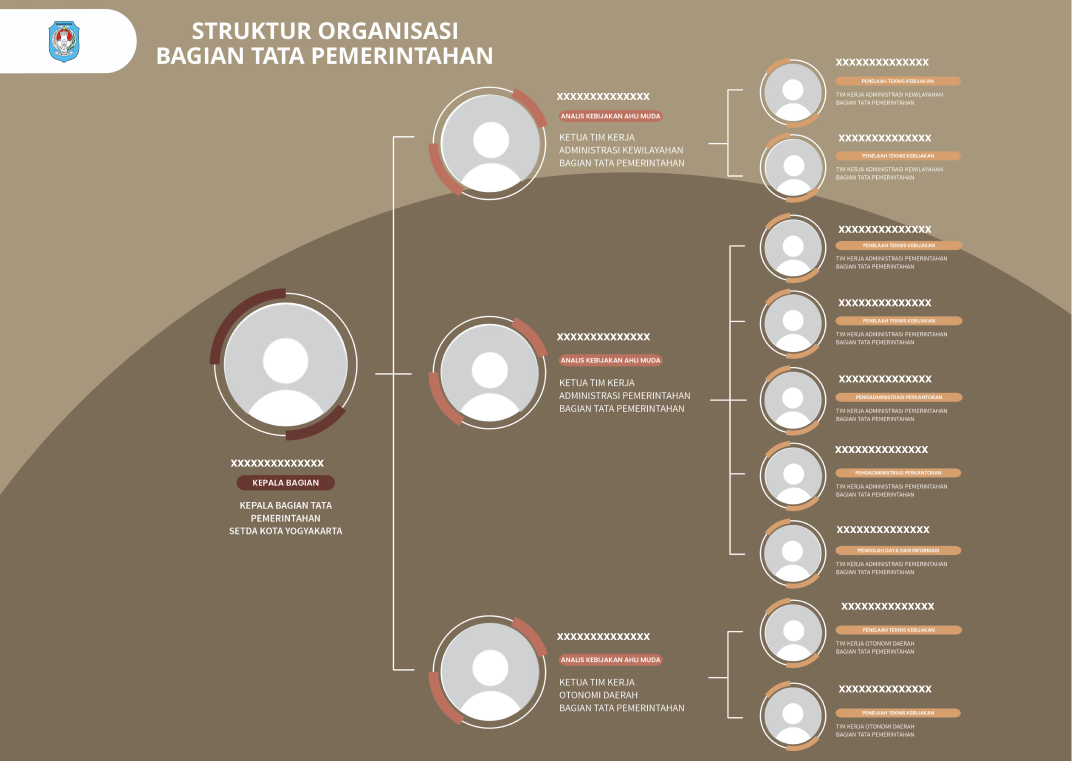 STRUKTUR ORGANISASI
BAGIAN TATA PEMERINTAHAN
XXXXXXXXXXXXXX
KEPALA BAGIAN
KEPALA BAGIAN TATA
PEMERINTAHAN
SETDA KOTA YOGYAKARTA
XXXXXXXXXXXXXX
ANALIS KEBIJAKAN AHLI MUDA
KETUA TIM KERJA
ADMINISTRASI KEWILAYAHAN
BAGIAN TATA PEMERINTAHAN
XXXXXXXXXXXXXX
PENELAAH TEKNIS KEBIJAKAN
TIM KERJA ADMINISTRASI KEWILAYAHAN
BAGIAN TATA PEMERINTAHAN
XXXXXXXXXXXXXX
PENELAAH TEKNIS KEBIJAKAN
TIM KERJA ADMINISTRASI KEWILAYAHAN
BAGIAN TATA PEMERINTAHAN
XXXXXXXXXXXXXX
ANALIS KEBIJAKAN AHLI MUDA
KETUA TIM KERJA
ADMINISTRASI PEMERINTAHAN
BAGIAN TATA PEMERINTAHAN
XXXXXXXXXXXXXX
PENELAAH TEKNIS KEBIJAKAN
TIM KERJA ADMINISTRASI PEMERINTAHAN
BAGIAN TATA PEMERINTAHAN
XXXXXXXXXXXXXX
PENELAAH TEKNIS KEBIJAKAN
TIM KERJA ADMINISTRASI PEMERINTAHAN
BAGIAN TATA PEMERINTAHAN
XXXXXXXXXXXXXX
PENGADMINISTRASI PERKANTORAN
TIM KERJA ADMINISTRASI PEMERINTAHAN
BAGIAN TATA PEMERINTAHAN
XXXXXXXXXXXXXX
PENGADMINISTRASI PERKANTORAN
TIM KERJA ADMINISTRASI PEMERINTAHAN
BAGIAN TATA PEMERINTAHAN
XXXXXXXXXXXXXX
PENGOLAH DATA DAN INFORMASI
TIM KERJA ADMINISTRASI PEMERINTAHAN
BAGIAN TATA PEMERINTAHAN
XXXXXXXXXXXXXX
ANALIS KEBIJAKAN AHLI MUDA
KETUA TIM KERJA
OTONOMI DAERAH
BAGIAN TATA PEMERINTAHAN
XXXXXXXXXXXXXX
PENELAAH TEKNIS KEBIJAKAN
TIM KERJA OTONOMI DAERAH
BAGIAN TATA PEMERINTAHAN
XXXXXXXXXXXXXX
PENELAAH TEKNIS KEBIJAKAN
TIM KERJA OTONOMI DAERAH
BAGIAN TATA PEMERINTAHAN